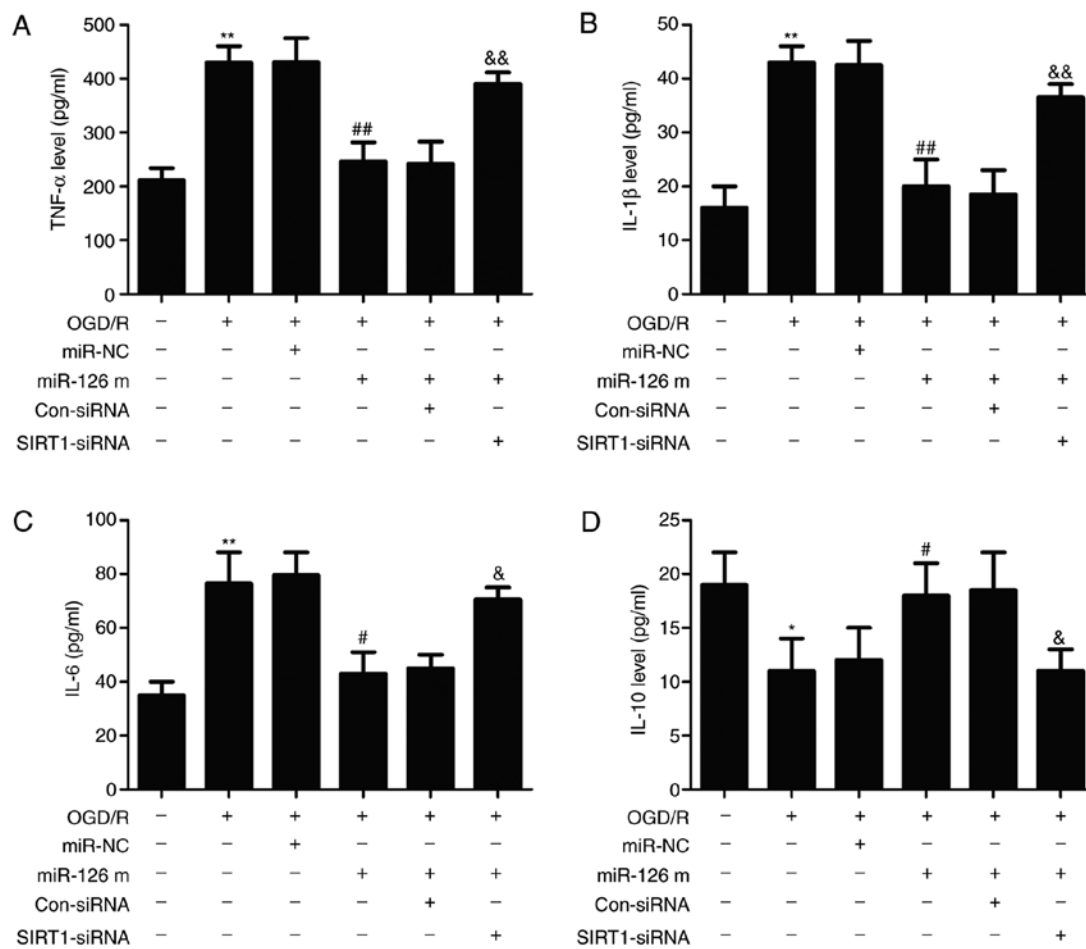 A
TNF-α level (pg/ml)
500
400
300
200
100
0
**
##
&&
OGD/R − + + + + +
miR-NC − − + − − −
miR-126 m − − − + + +
Con-siRNA − − − − + −
SIRT1-siRNA − − − − − +
B
IL-1β level (pg/ml)
50
40
30
20
10
0
**
##
&&
OGD/R − + + + + +
miR-NC − − + − − −
miR-126 m − − − + + +
Con-siRNA − − − − + −
SIRT1-siRNA − − − − − +
C
IL-6 (pg/ml)
100
80
60
40
20
0
**
#
&
OGD/R − + + + + +
miR-NC − − + − − −
miR-126 m − − − + + +
Con-siRNA − − − − + −
SIRT1-siRNA − − − − − +
D
IL-10 level (pg/ml)
25
20
15
10
5
0
*
#
&
OGD/R − + + + + +
miR-NC − − + − − −
miR-126 m − − − + + +
Con-siRNA − − − − + −
SIRT1-siRNA − − − − − +